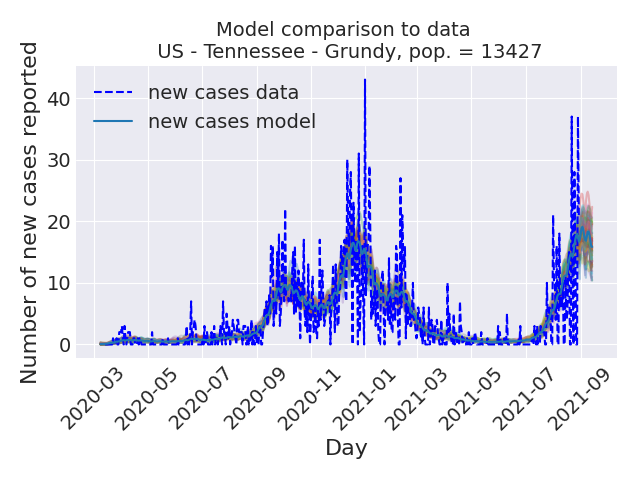 Model comparison to data
US - Tennessee - Grundy, pop. = 13427
Number of new cases reported
40
30
20
10
0
new cases data
new cases model
2020-03
2020-05
2020-07
2020-09
2020-11
2021-01
2021-03
2021-05
2021-07
2021-09
Day